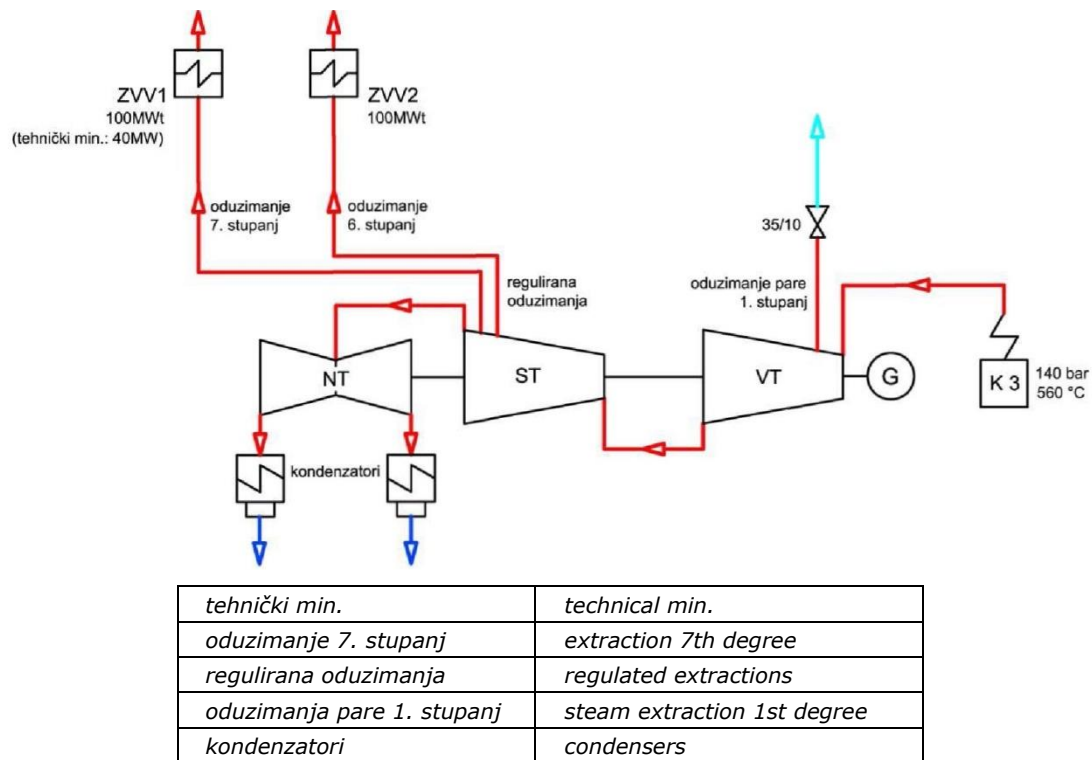 ZVV1
100MWt
(tehnički min.: 40MW)
ZVV2
100MWt
oduzimanje
7. stupanj
oduzimanje
6. stupanj
35/10
regulirana
oduzimanja
oduzimanje pare
1. stupanj
NT
ST
VT
G
K 3
140 bar
560 °C
kondenzatori
tehnički min. technical min.
oduzimanje 7. stupanj extraction 7th degree
regulirana oduzimanja regulated extractions
oduzimanja pare 1. stupanj steam extraction 1st degree
kondenzatori condensers